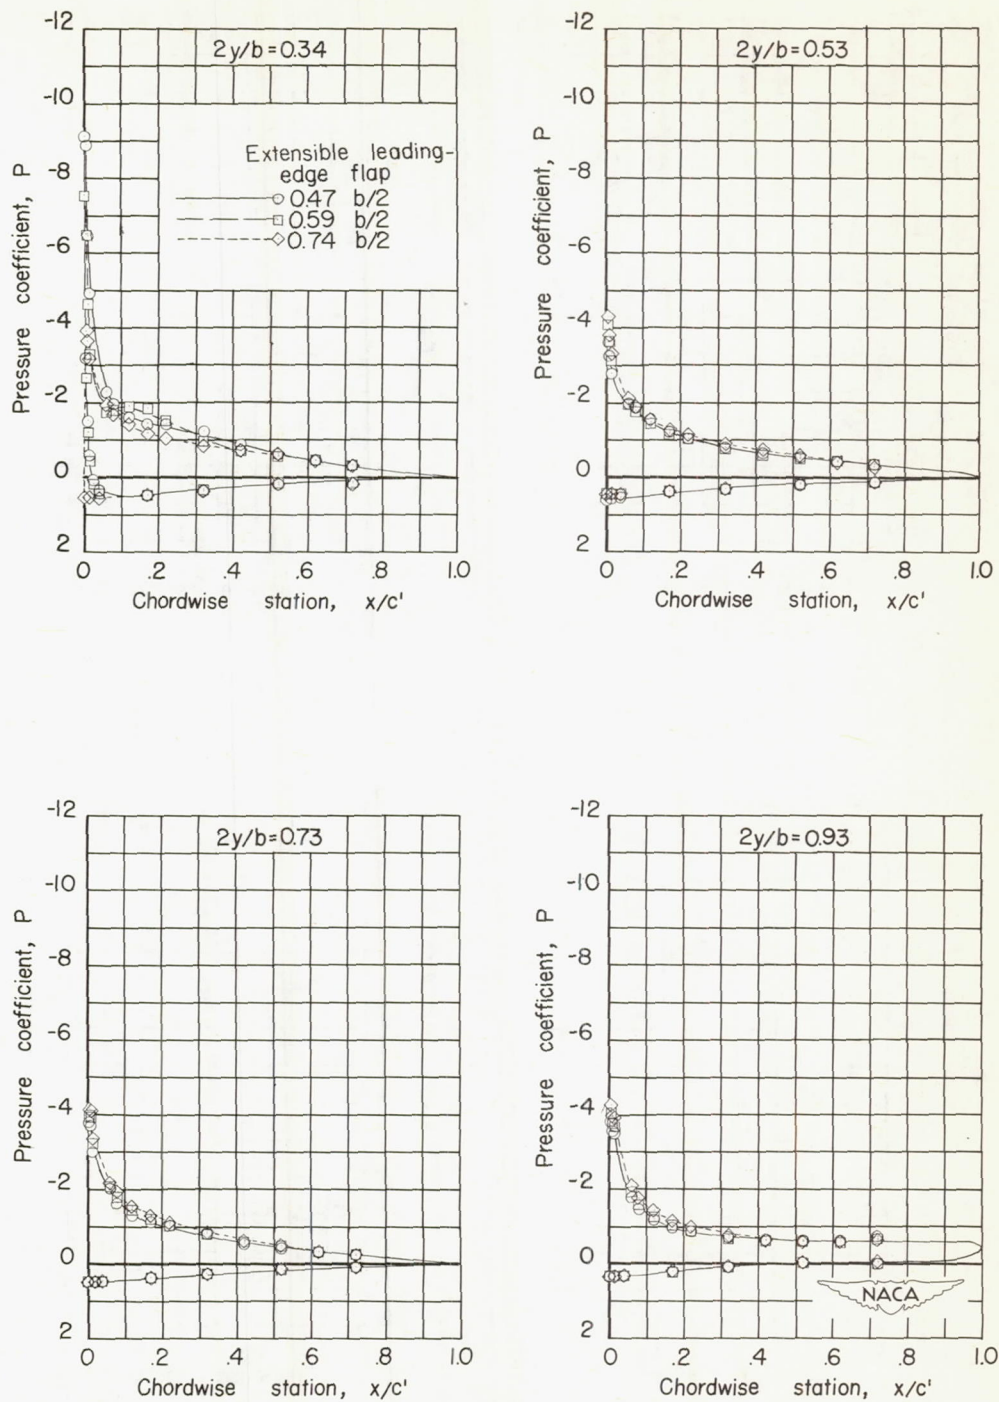 2y/b=0.34
-12
-10
-8
-6
-4
-2
0
2
Pressure coefficient, P
Extensible leading-
edge flap
0.47 b/2
0.59 b/2
0.74 b/2
0 .2 .4 .6 .8 1.0
Chordwise station, x/c'
2y/b=0.53
-12
-10
-8
-6
-4
-2
0
2
Pressure coefficient, P
0 .2 .4 .6 .8 1.0
Chordwise station, x/c'
2y/b=0.73
-12
-10
-8
-6
-4
-2
0
2
Pressure coefficient, P
0 .2 .4 .6 .8 1.0
Chordwise station, x/c'
2y/b=0.93
-12
-10
-8
-6
-4
-2
0
2
Pressure coefficient, P
NACA
0 .2 .4 .6 .8 1.0
Chordwise station, x/c'